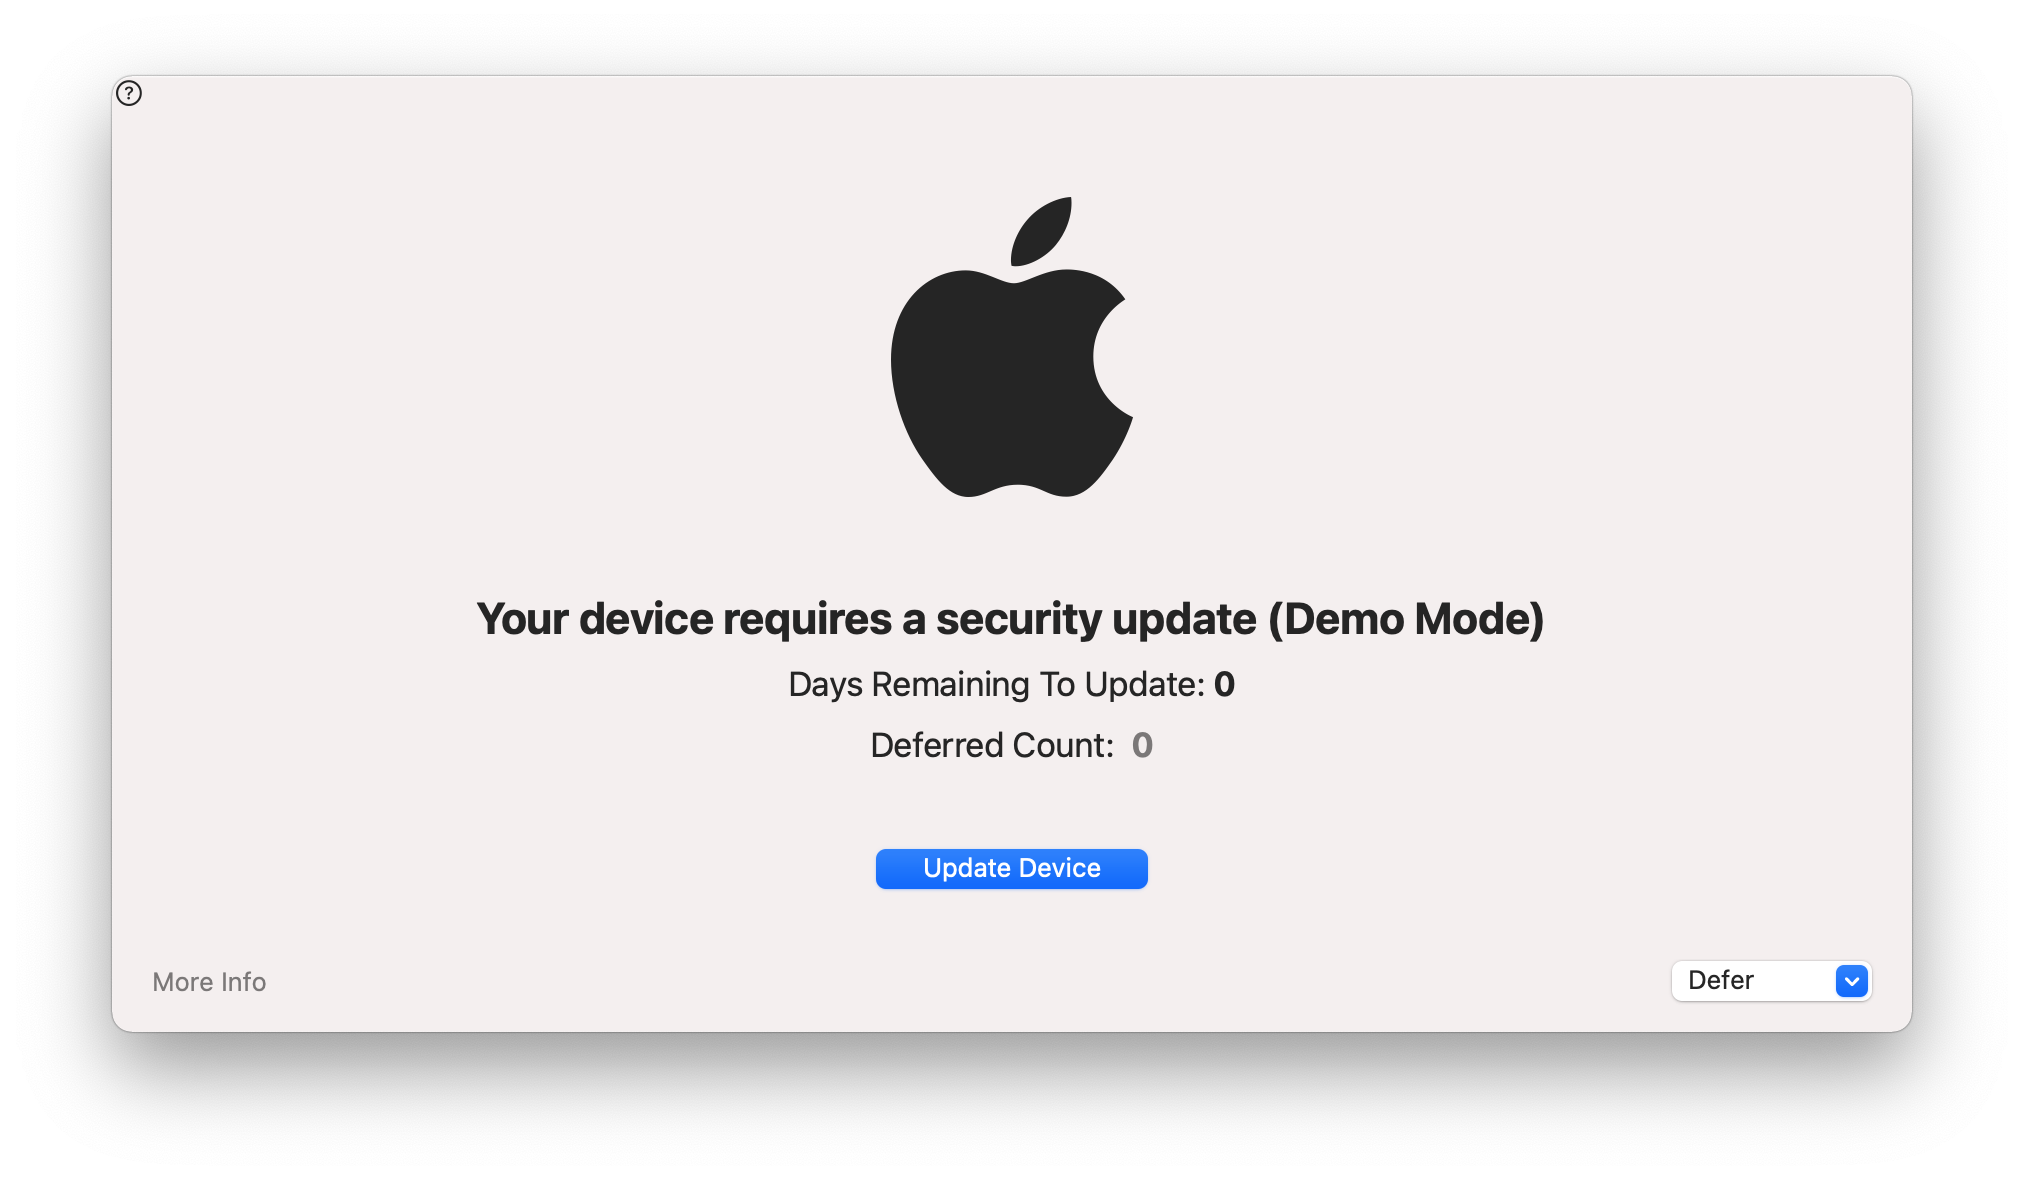 ?
Your device requires a security update (Demo Mode)
Days Remaining To Update: 0
Deferred Count: 0
Update Device
More Info
Defer